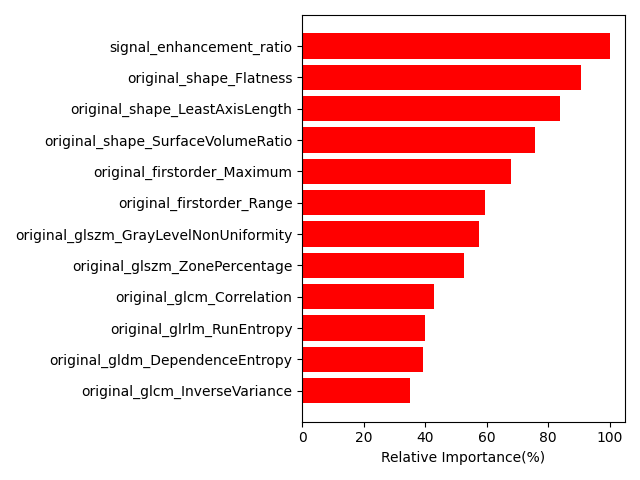 signal_enhancement_ratio
original_shape_Flatness
original_shape_LeastAxisLength
original_shape_SurfaceVolumeRatio
original_firstorder_Maximum
original_firstorder_Range
original_glszm_GrayLevelNonUniformity
original_glszm_ZonePercentage
original_glcm_Correlation
original_glrlm_RunEntropy
original_gldm_DependenceEntropy
original_glcm_InverseVariance
0 20 40 60 80 100
Relative Importance(%)